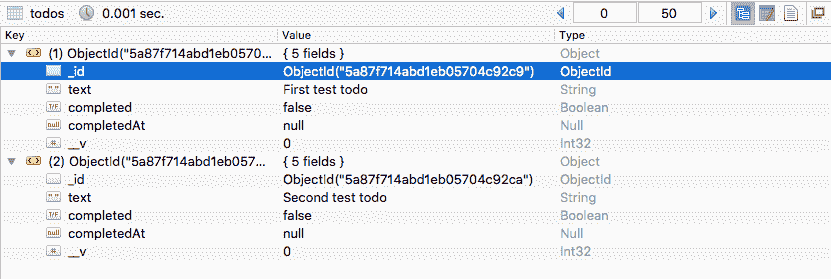 todos 0.001 sec. 0 50
Key Value Type
(1) ObjectId("5a87f714abd1eb0570... { 5 fields } Object
_id ObjectId("5a87f714abd1eb05704c92c9") ObjectId
"" text First test todo String
T/F completed false Boolean
null completedAt null Null
# __v 0 Int32
(2) ObjectId("5a87f714abd1eb057... { 5 fields } Object
_id ObjectId("5a87f714abd1eb05704c92ca") ObjectId
"" text Second test todo String
T/F completed false Boolean
null completedAt null Null
# __v 0 Int32